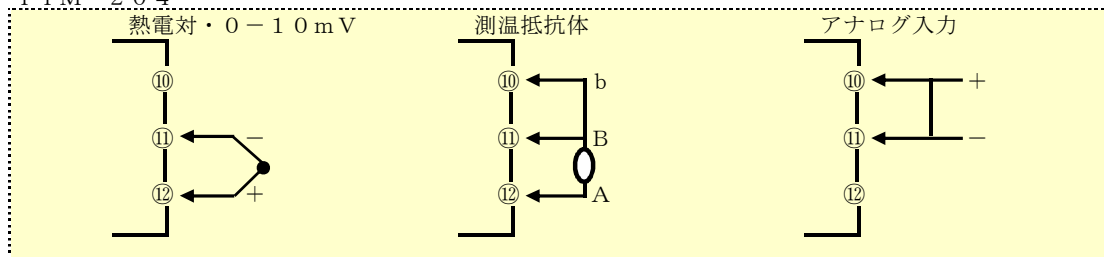 熱電対・０－１０ｍＶ 測温抵抗体 アナログ入力
⑩ ⑩ b ⑩ ＋
⑪ － ⑪ B ⑪ －
⑫ ＋ ⑫ A ⑫